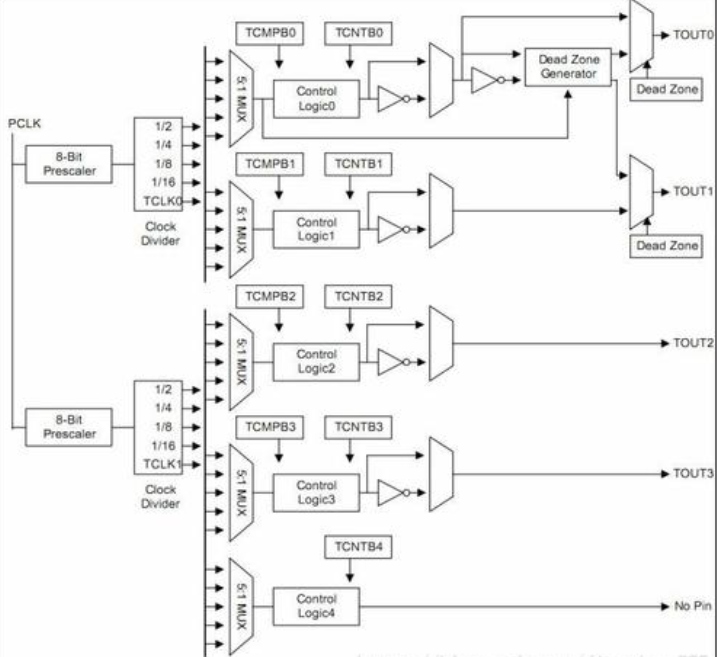 TCMPB0
TCNTB0
TOUT0
5:1 MUX
Control
Logic0
Dead Zone
Generator
Dead Zone
PCLK
8-Bit
Prescaler
1/2
1/4
1/8
1/16
TCLK0
Clock
Divider
TCMPB1
TCNTB1
5:1 MUX
Control
Logic1
TOUT1
Dead Zone
TCMPB2
TCNTB2
5:1 MUX
Control
Logic2
TOUT2
8-Bit
Prescaler
1/2
1/4
1/8
1/16
TCLK1
Clock
Divider
TCMPB3
TCNTB3
5:1 MUX
Control
Logic3
TOUT3
TCNTB4
5:1 MUX
Control
Logic4
No Pin